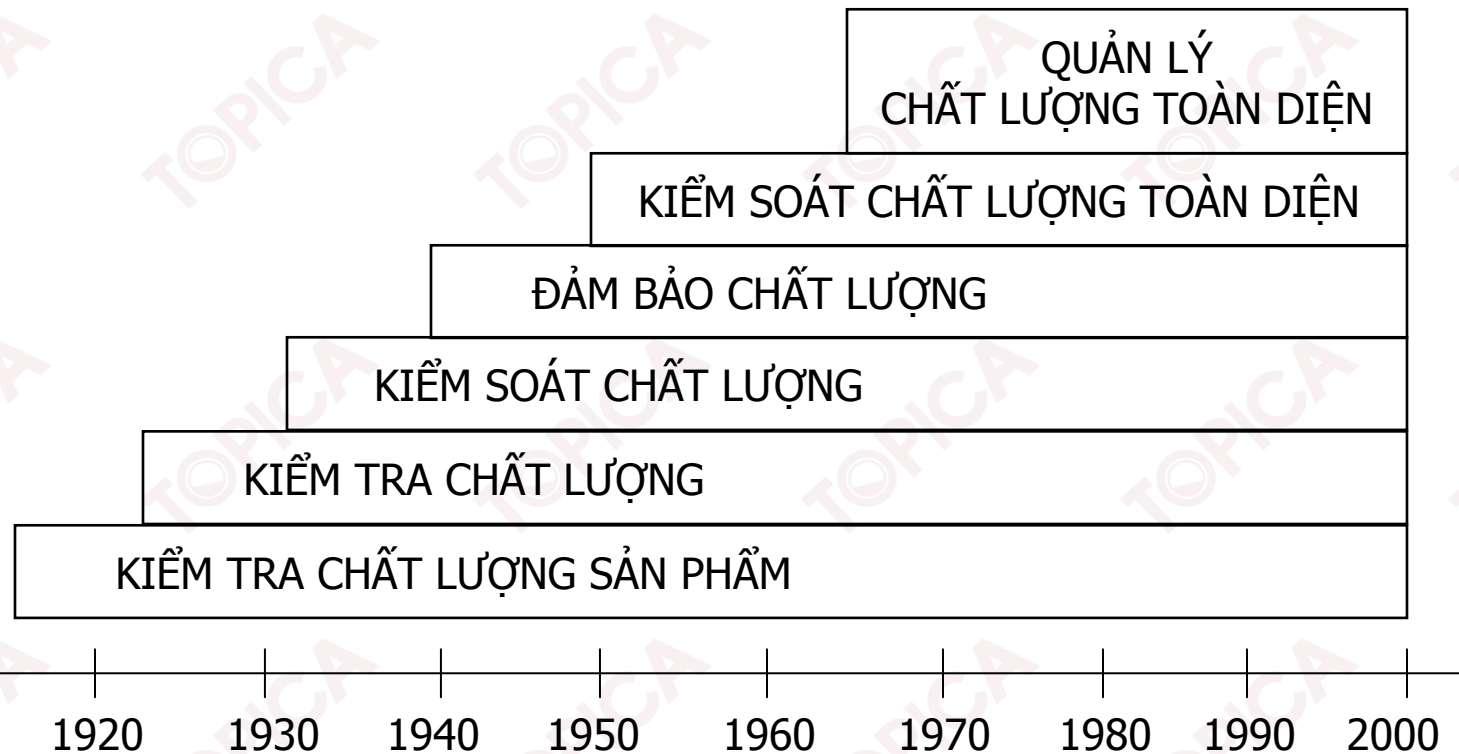 QUẢN LÝ
CHẤT LƯỢNG TOÀN DIỆN
KIỂM SOÁT CHẤT LƯỢNG TOÀN DIỆN
ĐẢM BẢO CHẤT LƯỢNG
KIỂM SOÁT CHẤT LƯỢNG
KIỂM TRA CHẤT LƯỢNG
KIỂM TRA CHẤT LƯỢNG SẢN PHẨM
1920 1930 1940 1950 1960 1970 1980 1990 2000
TOPICA